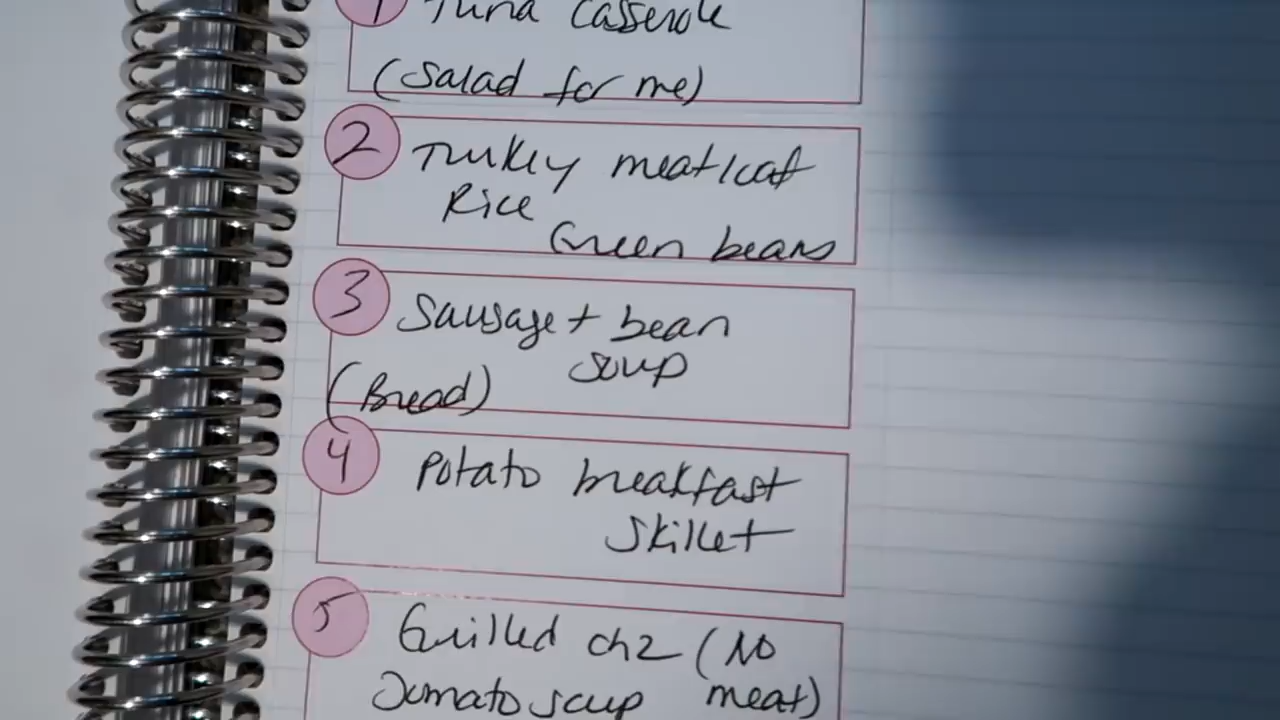 1 Tuna Casserole
(Salad for me)
2 Turkey meatloaf
Rice
Green beans
3 Sausage + bean
soup
(Bread)
4 Potato breakfast
skillet
5 Grilled chz (No
Tomato soup meat)